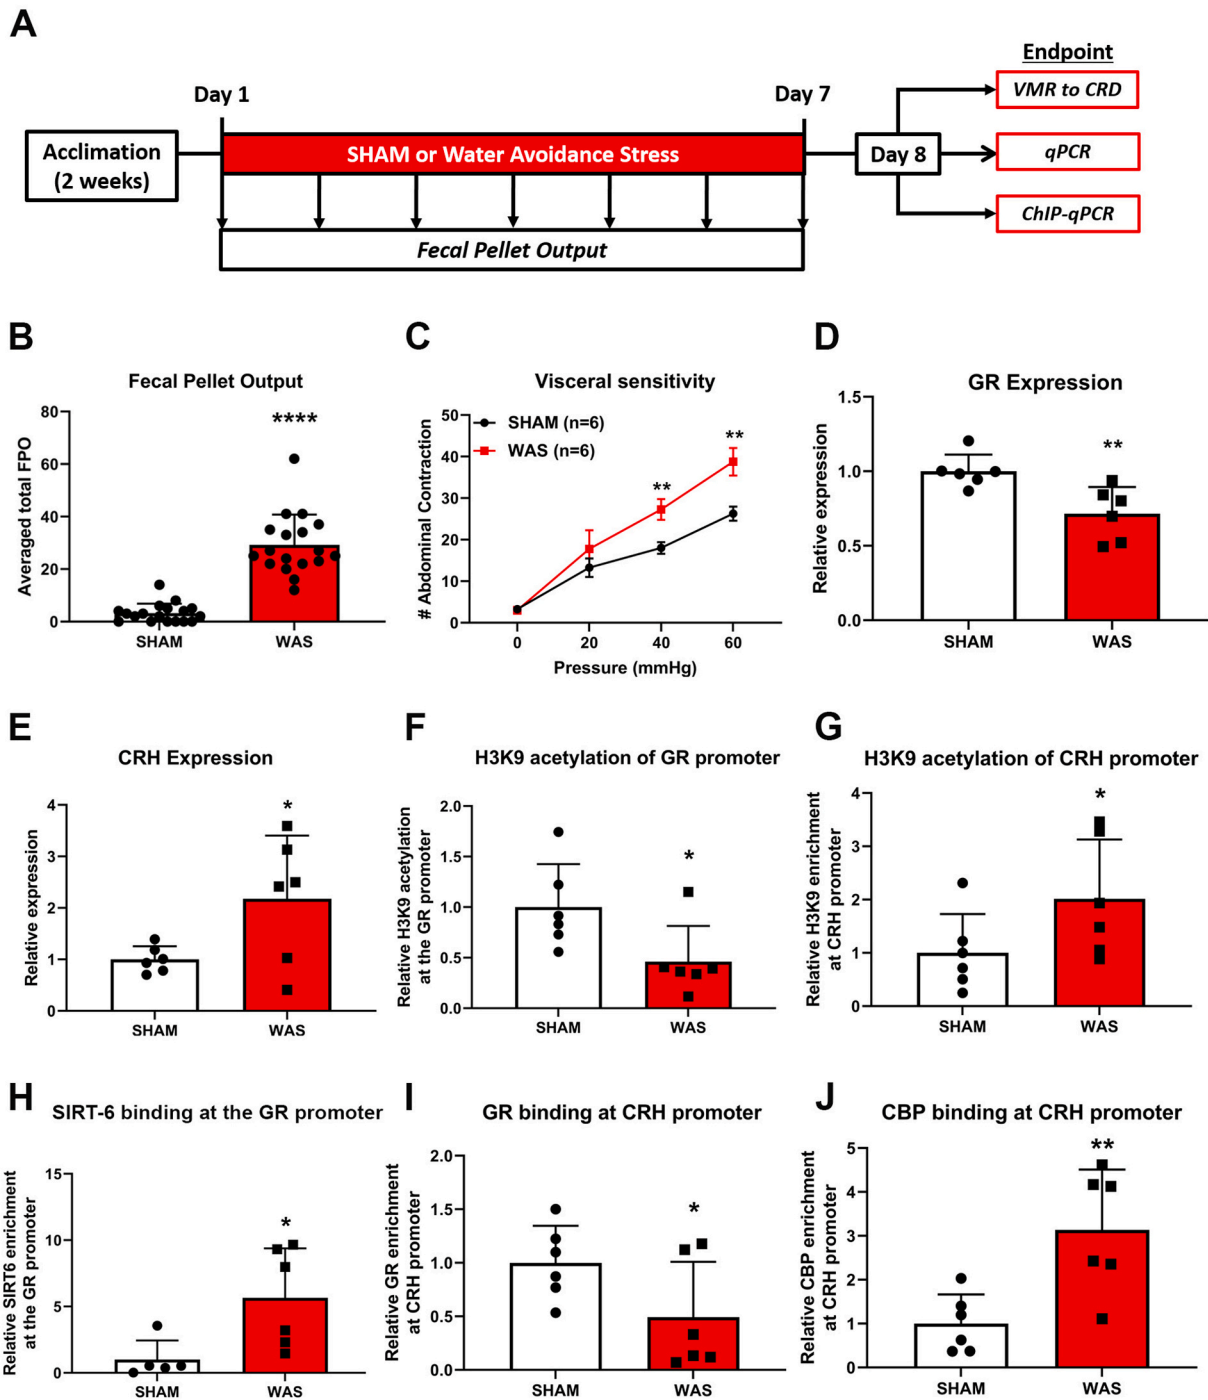 A
Endpoint
Day 1
Day 7
VMR to CRD
Acclimation
(2 weeks)
SHAM or Water Avoidance Stress
Day 8
qPCR
ChIP-qPCR
Fecal Pellet Output
B
Fecal Pellet Output
Averaged total FPO
80
60
40
20
0
****
SHAM
WAS
C
Visceral sensitivity
# Abdominal Contraction
50
40
30
20
10
0
SHAM (n=6)
WAS (n=6)
**
**
0
20
40
60
Pressure (mmHg)
D
GR Expression
Relative expression
1.5
1.0
0.5
0.0
**
SHAM
WAS
E
CRH Expression
Relative expression
4
3
2
1
0
*
SHAM
WAS
F
H3K9 acetylation of GR promoter
Relative H3K9 acetylation
at the GR promoter
2.0
1.5
1.0
0.5
0.0
*
SHAM
WAS
G
H3K9 acetylation of CRH promoter
Relative H3K9 enrichment
at CRH promoter
4
3
2
1
0
*
SHAM
WAS
H
SIRT-6 binding at the GR promoter
Relative SIRT6 enrichment
at the GR promoter
15
10
5
0
*
SHAM
WAS
I
GR binding at CRH promoter
Relative GR enrichment
at CRH promoter
2.0
1.5
1.0
0.5
0.0
*
SHAM
WAS
J
CBP binding at CRH promoter
Relative CBP enrichment
at CRH promoter
5
4
3
2
1
0
**
SHAM
WAS